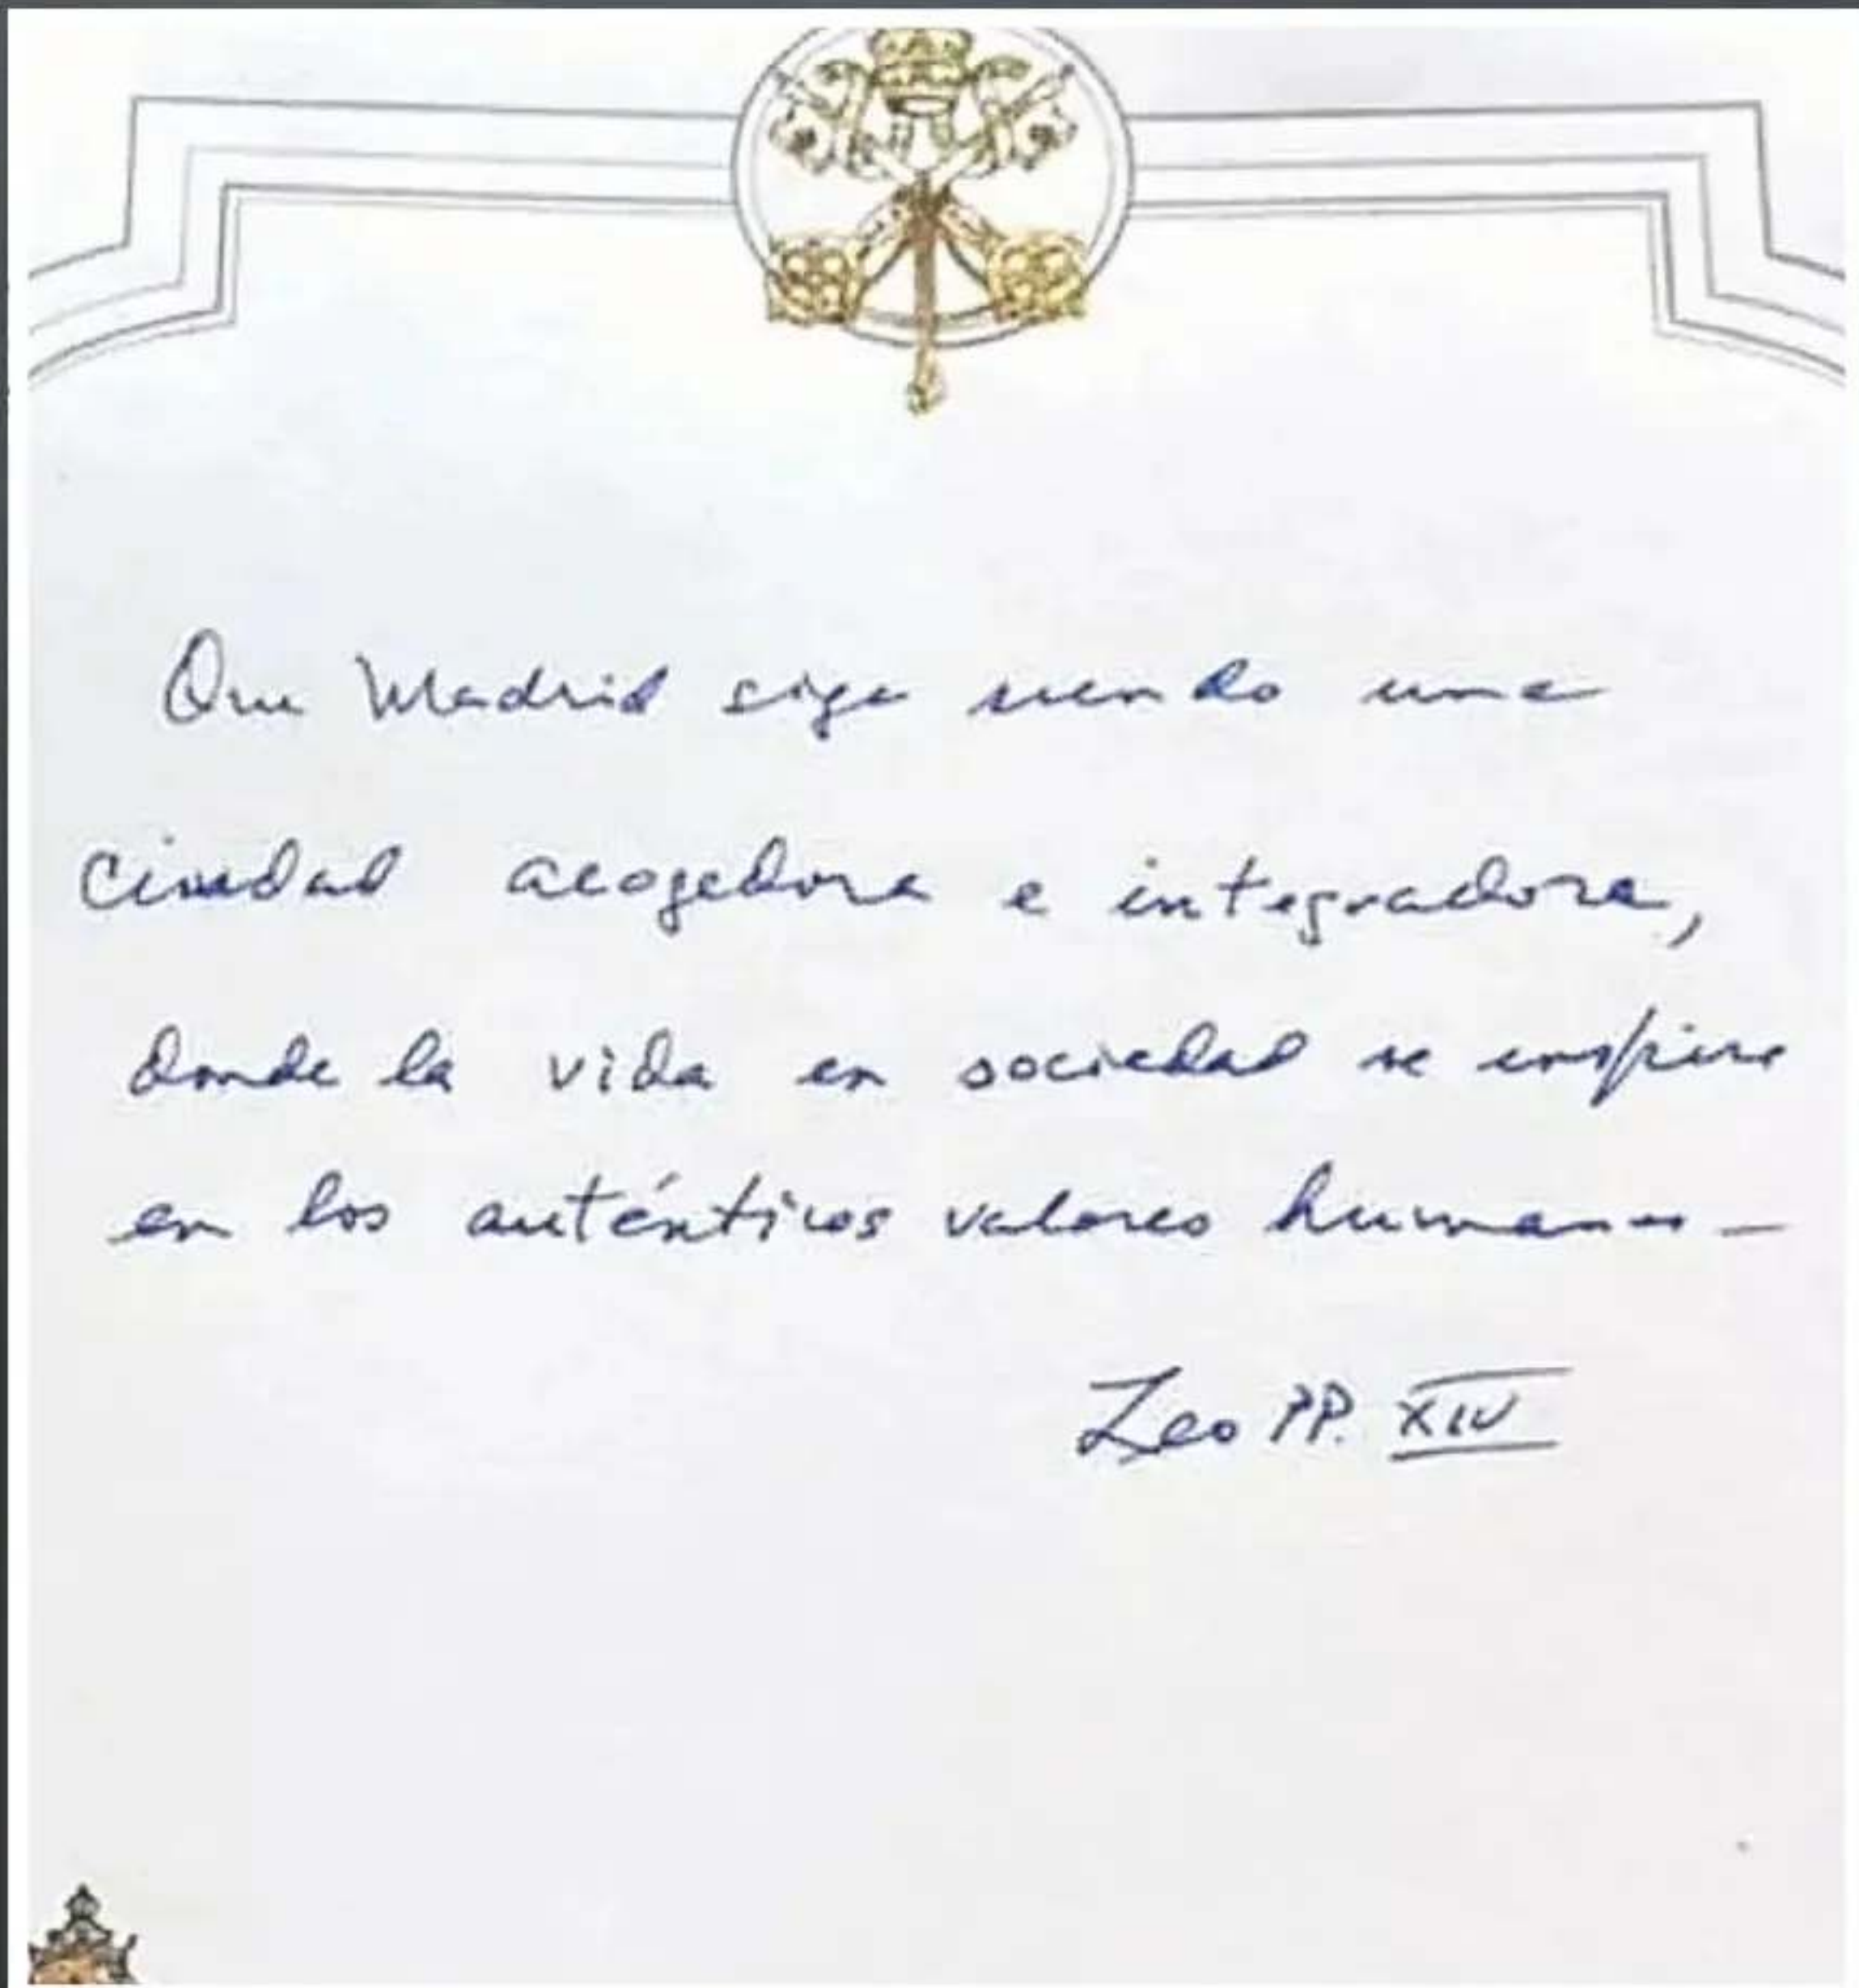 Que Madrid siga siendo una
ciudad acogedora e integradora,
donde la vida en sociedad se inspire
en los auténticos valores humanos -
Leo PP. XIV